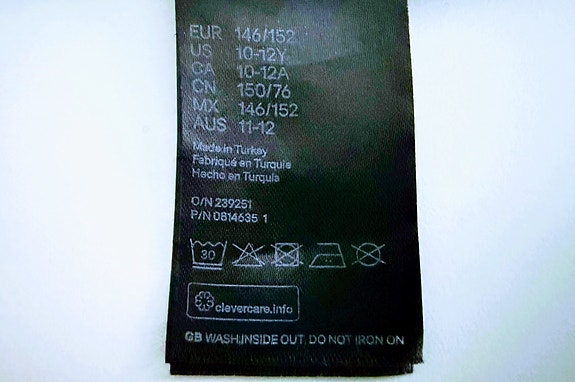 EUR 146/152
US 10-12Y
CA 10-12A
CN 150/76
MX 146/152
AUS 11-12
Made in Turkey
Fabriqué en Turquie
Hecho en Turquía
O/N 239251
P/N 0814635 1
30
clevercare.info
GB WASH INSIDE OUT. DO NOT IRON ON